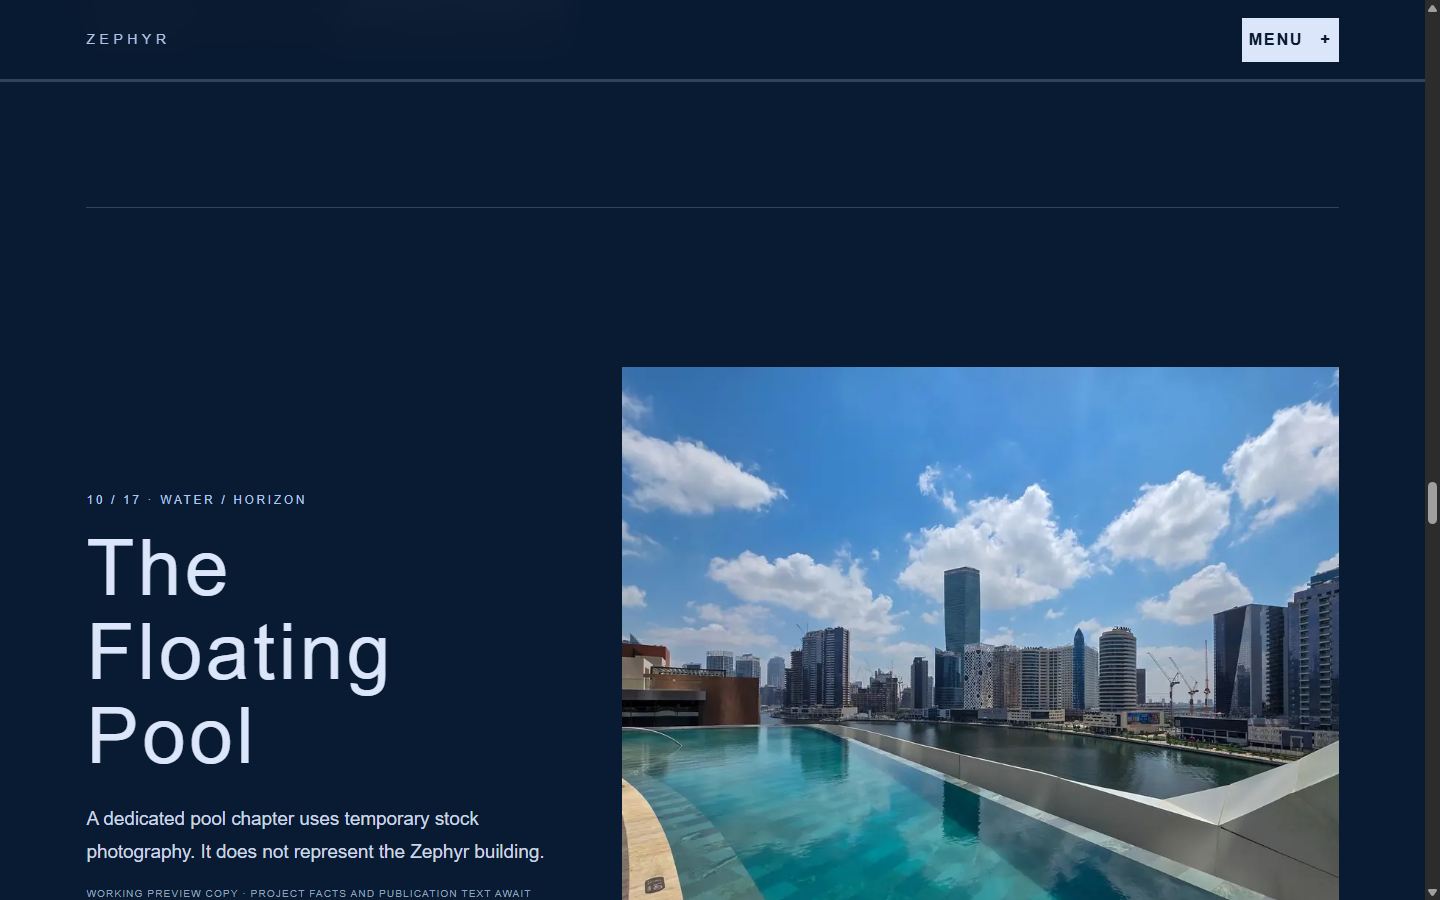 ZEPHYR
MENU +
10 / 17 · WATER / HORIZON
The
Floating
Pool
A dedicated pool chapter uses temporary stock
photography. It does not represent the Zephyr building.
WORKING PREVIEW COPY · PROJECT FACTS AND PUBLICATION TEXT AWAIT